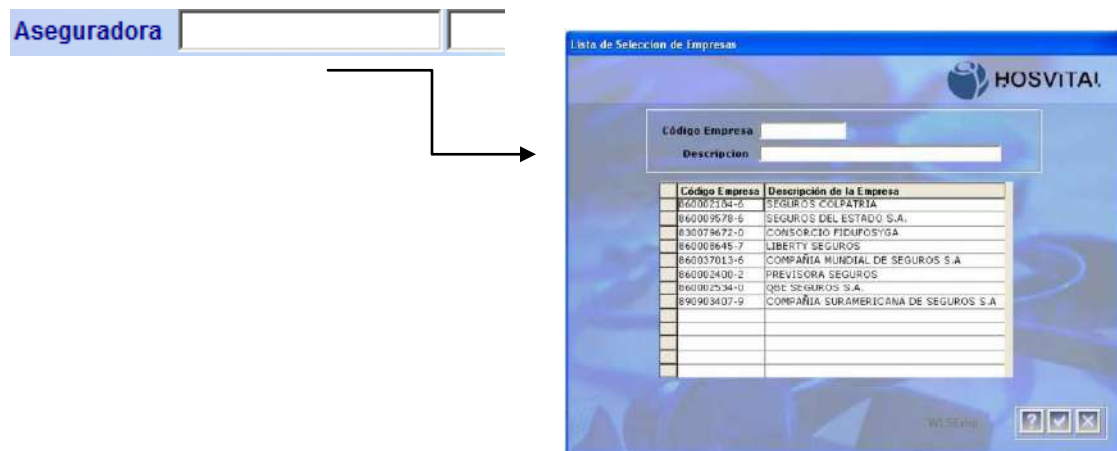 Aseguradora
Lista de Seleccion de Empresas
HOSVITAL
Código Empresa
Descripcion
Código Empresa Descripción de la Empresa
860002184-6 SEGUROS COLPATRIA
860009578-6 SEGUROS DEL ESTADO S.A.
830079672-0 CONSORCIO FIDUFOSYGA
860008645-7 LIBERTY SEGUROS
860037013-6 COMPAÑIA MUNDIAL DE SEGUROS S.A
860002400-2 PREVISORA SEGUROS
860002534-0 QBE SEGUROS S.A.
890903407-9 COMPAÑIA SURAMERICANA DE SEGUROS S.A
?